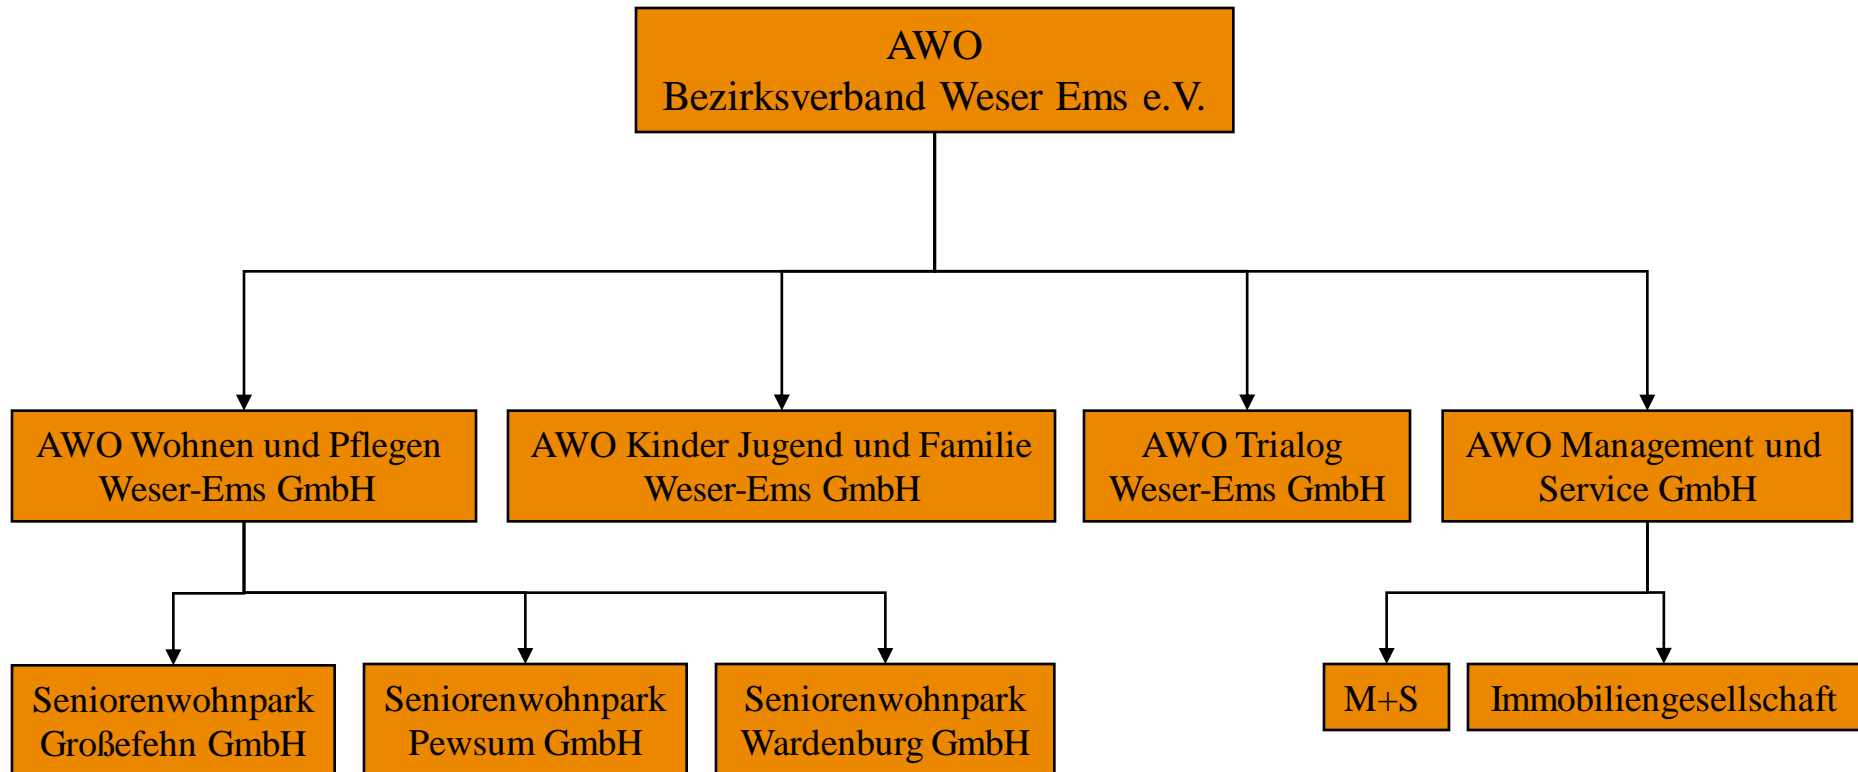 AWO
Bezirksverband Weser Ems e.V.
AWO Wohnen und Pflegen
Weser-Ems GmbH
AWO Kinder Jugend und Familie
Weser-Ems GmbH
AWO Trialog
Weser-Ems GmbH
AWO Management und
Service GmbH
Seniorenwohnpark
Großefehn GmbH
Seniorenwohnpark
Pewsum GmbH
Seniorenwohnpark
Wardenburg GmbH
M+S
Immobiliengesellschaft